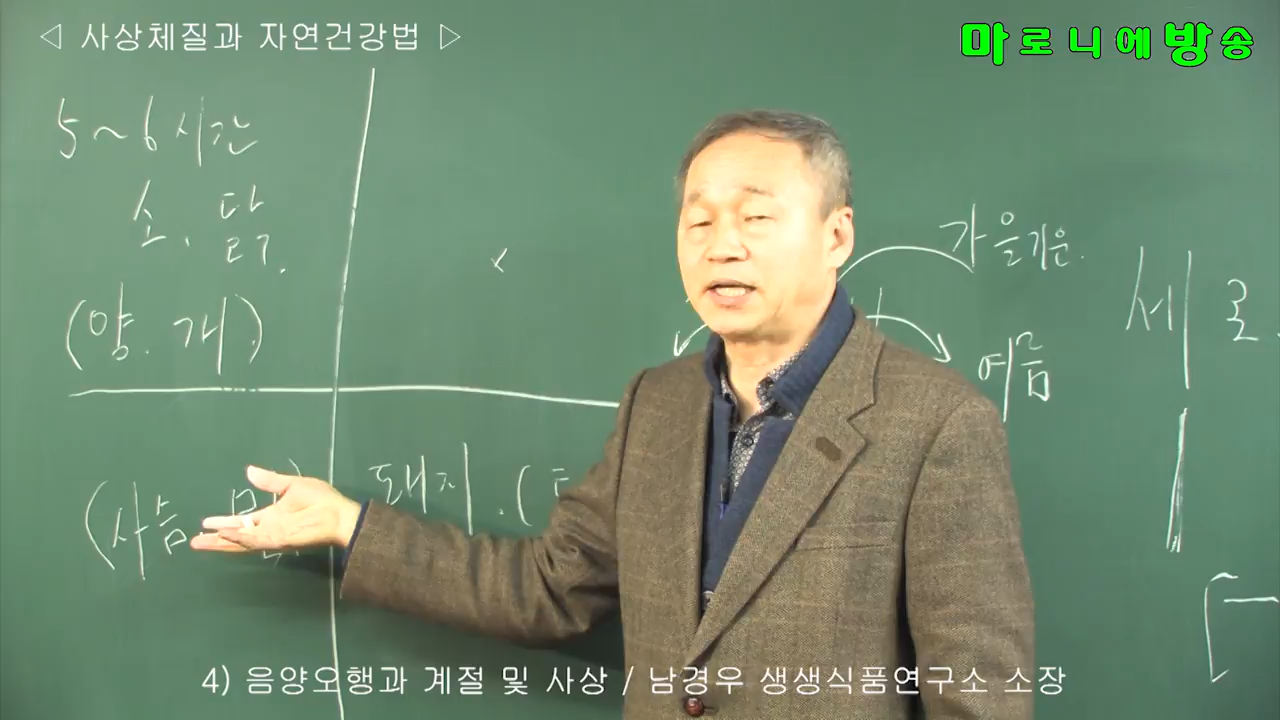 ◁ 사상체질과 자연건강법 ▷
마로니에방송
5~6시간
소. 닭
(양. 개)
(사슴.
돼지.(
가을기운.
여름
세로
4) 음양오행과 계절 및 사상 / 남경우 생생식품연구소 소장